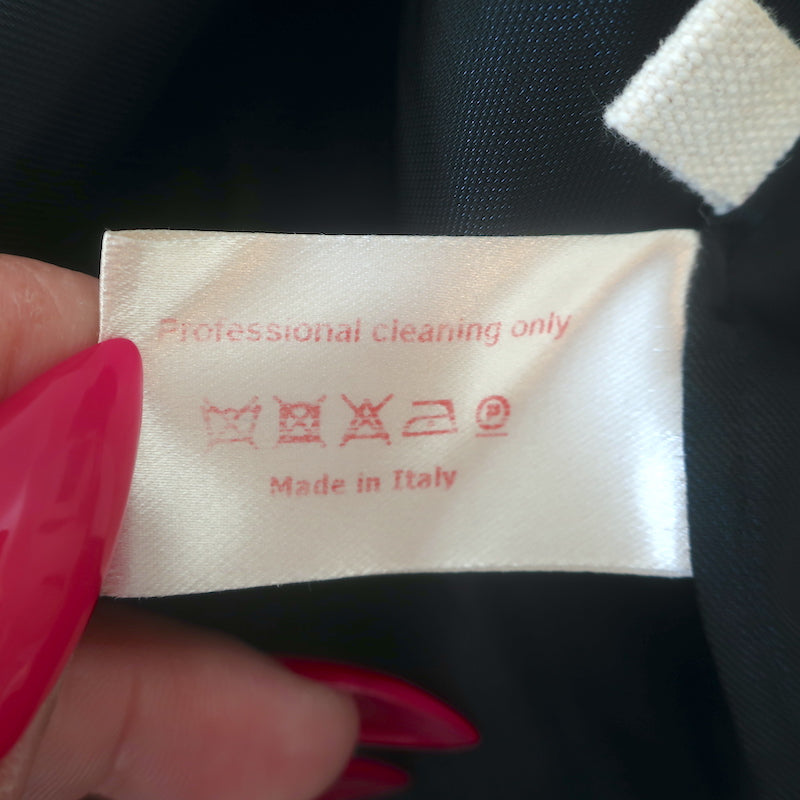 Professional cleaning only
P
Made in Italy